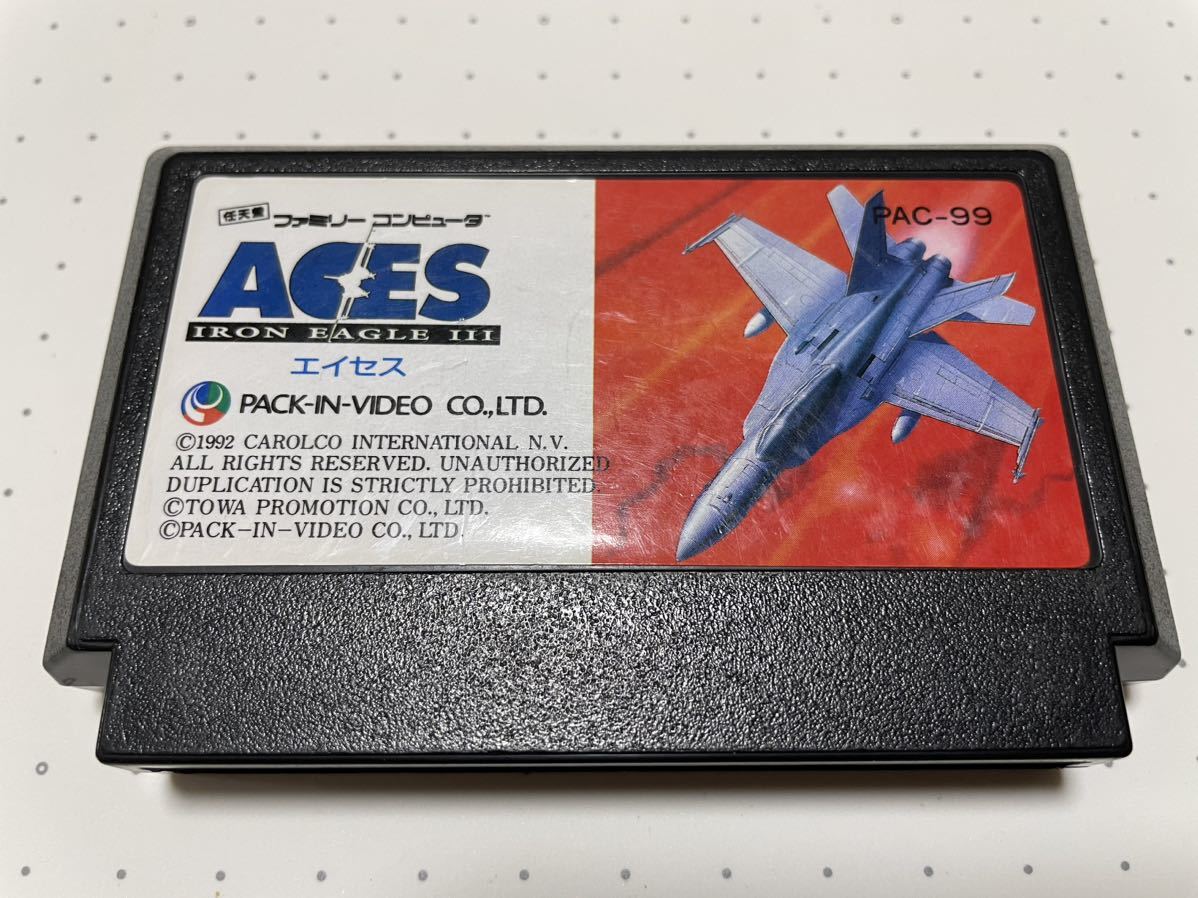 任天堂 ファミリー コンピュータ™
ACES
IRON EAGLE III
エイセス
PACK-IN-VIDEO CO.,LTD.
©1992 CAROLCO INTERNATIONAL N.V.
ALL RIGHTS RESERVED. UNAUTHORIZED
DUPLICATION IS STRICTLY PROHIBITED.
©TOWA PROMOTION CO., LTD.
©PACK-IN-VIDEO CO., LTD.
PAC-99